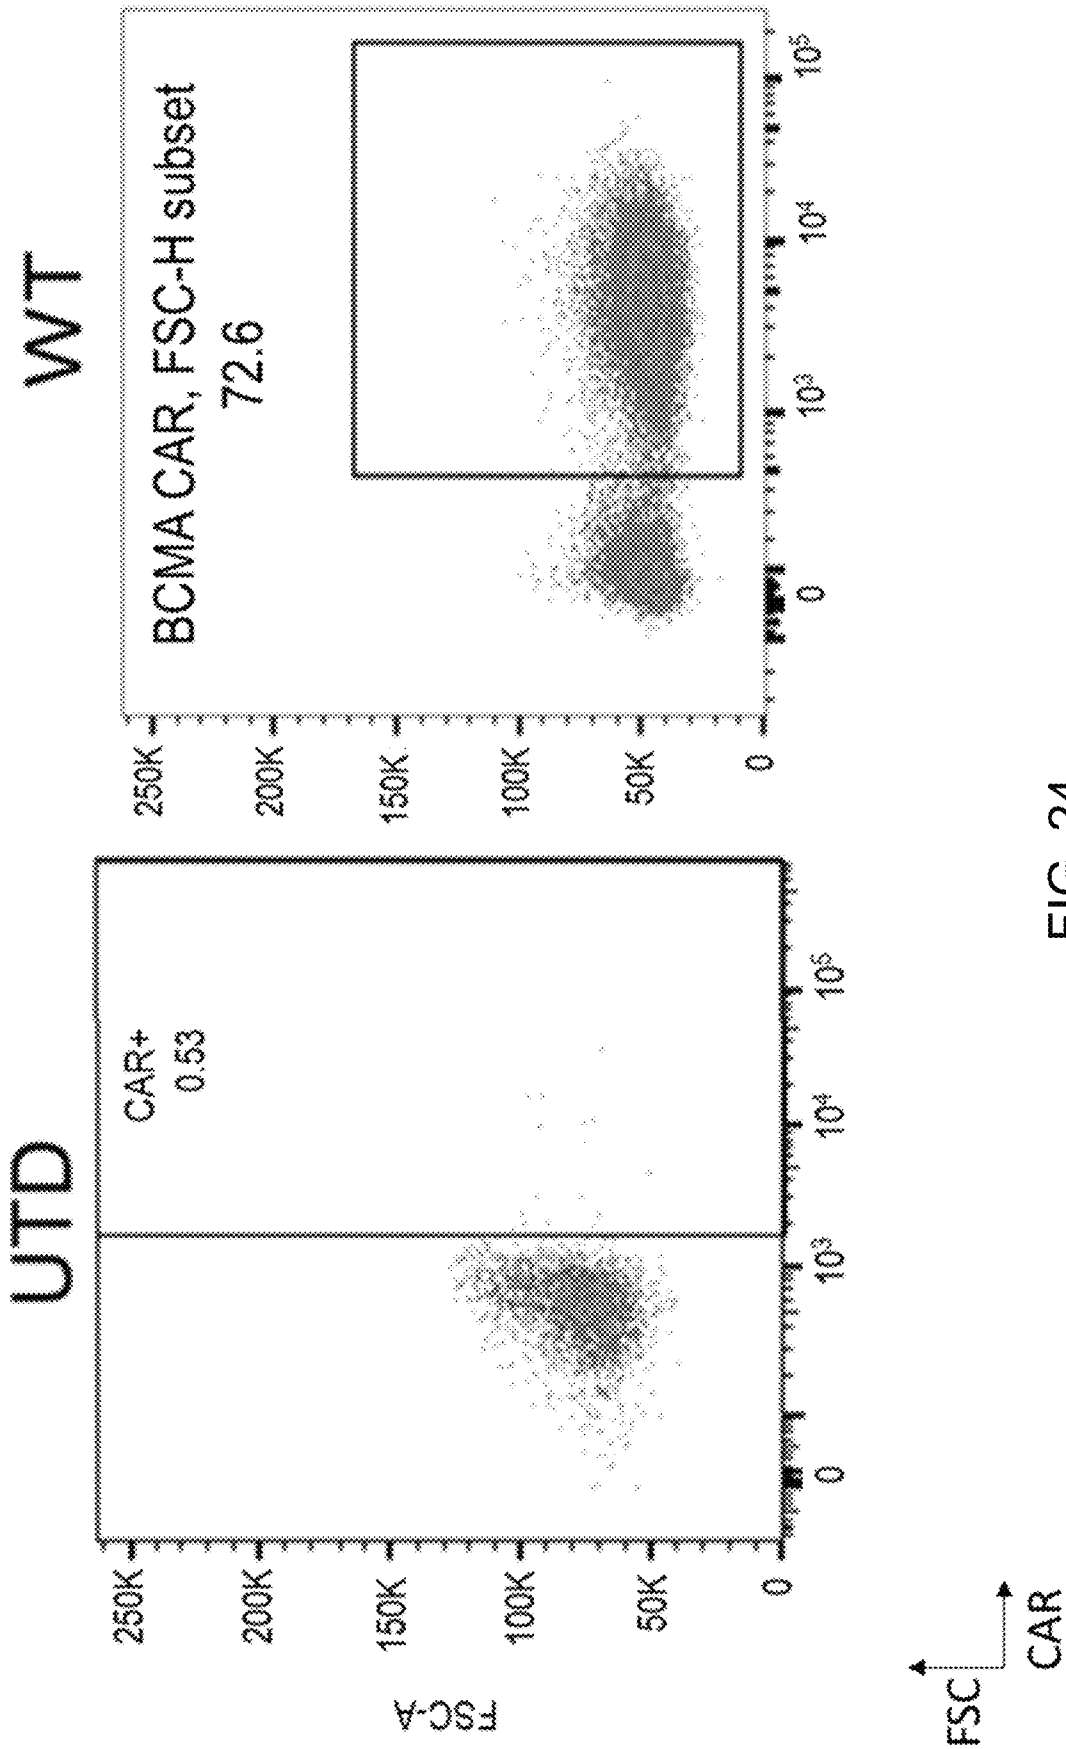 UTD
CAR+
0.53
250K
200K
150K
100K
50K
0
FSC-A
0
10³
10⁴
10⁵
WT
BCMA CAR, FSC-H subset
72.6
250K
200K
150K
100K
50K
0
0
10³
10⁴
10⁵
FSC
CAR
FIG. 24